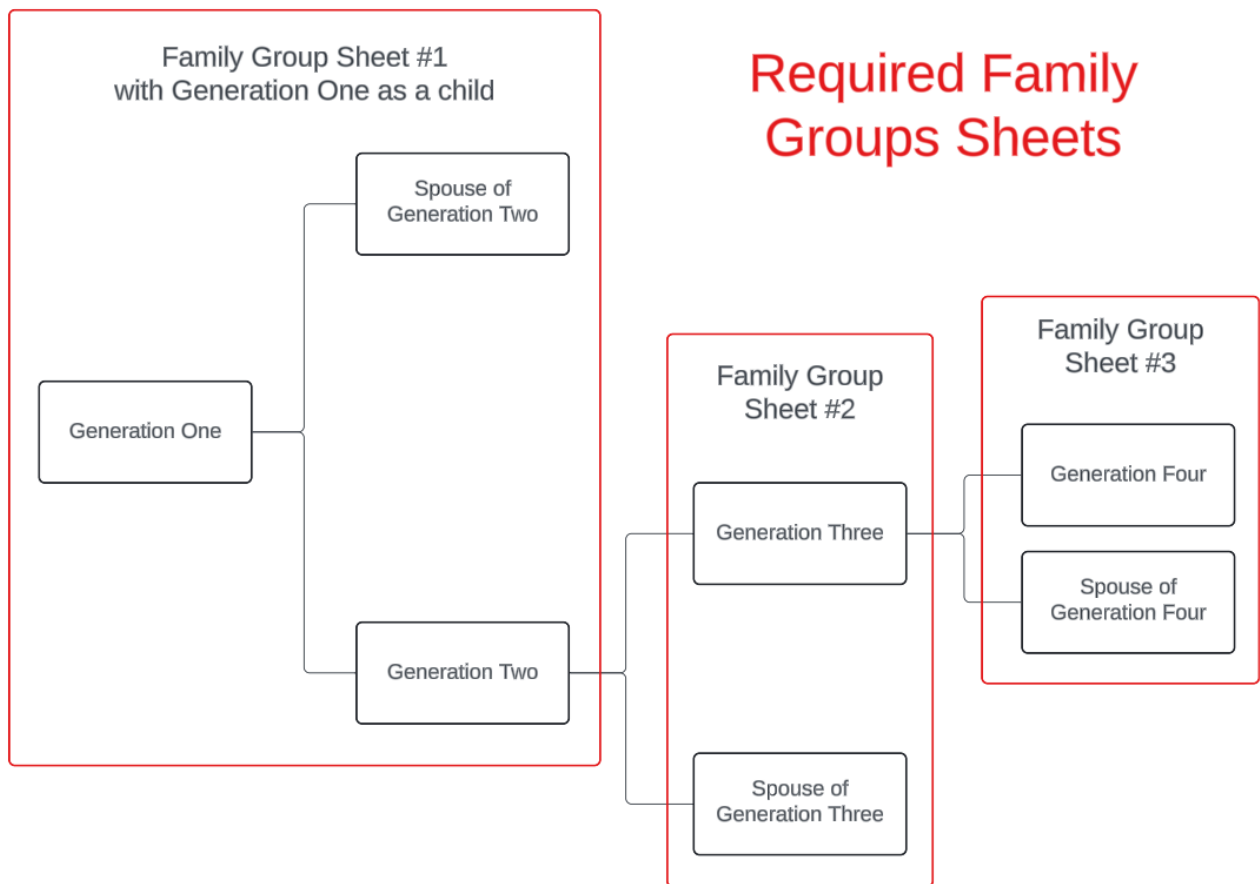 Family Group Sheet #1
with Generation One as a child
Required Family
Groups Sheets
Spouse of
Generation Two
Generation One
Generation Two
Family Group
Sheet #2
Generation Three
Spouse of
Generation Three
Family Group
Sheet #3
Generation Four
Spouse of
Generation Four